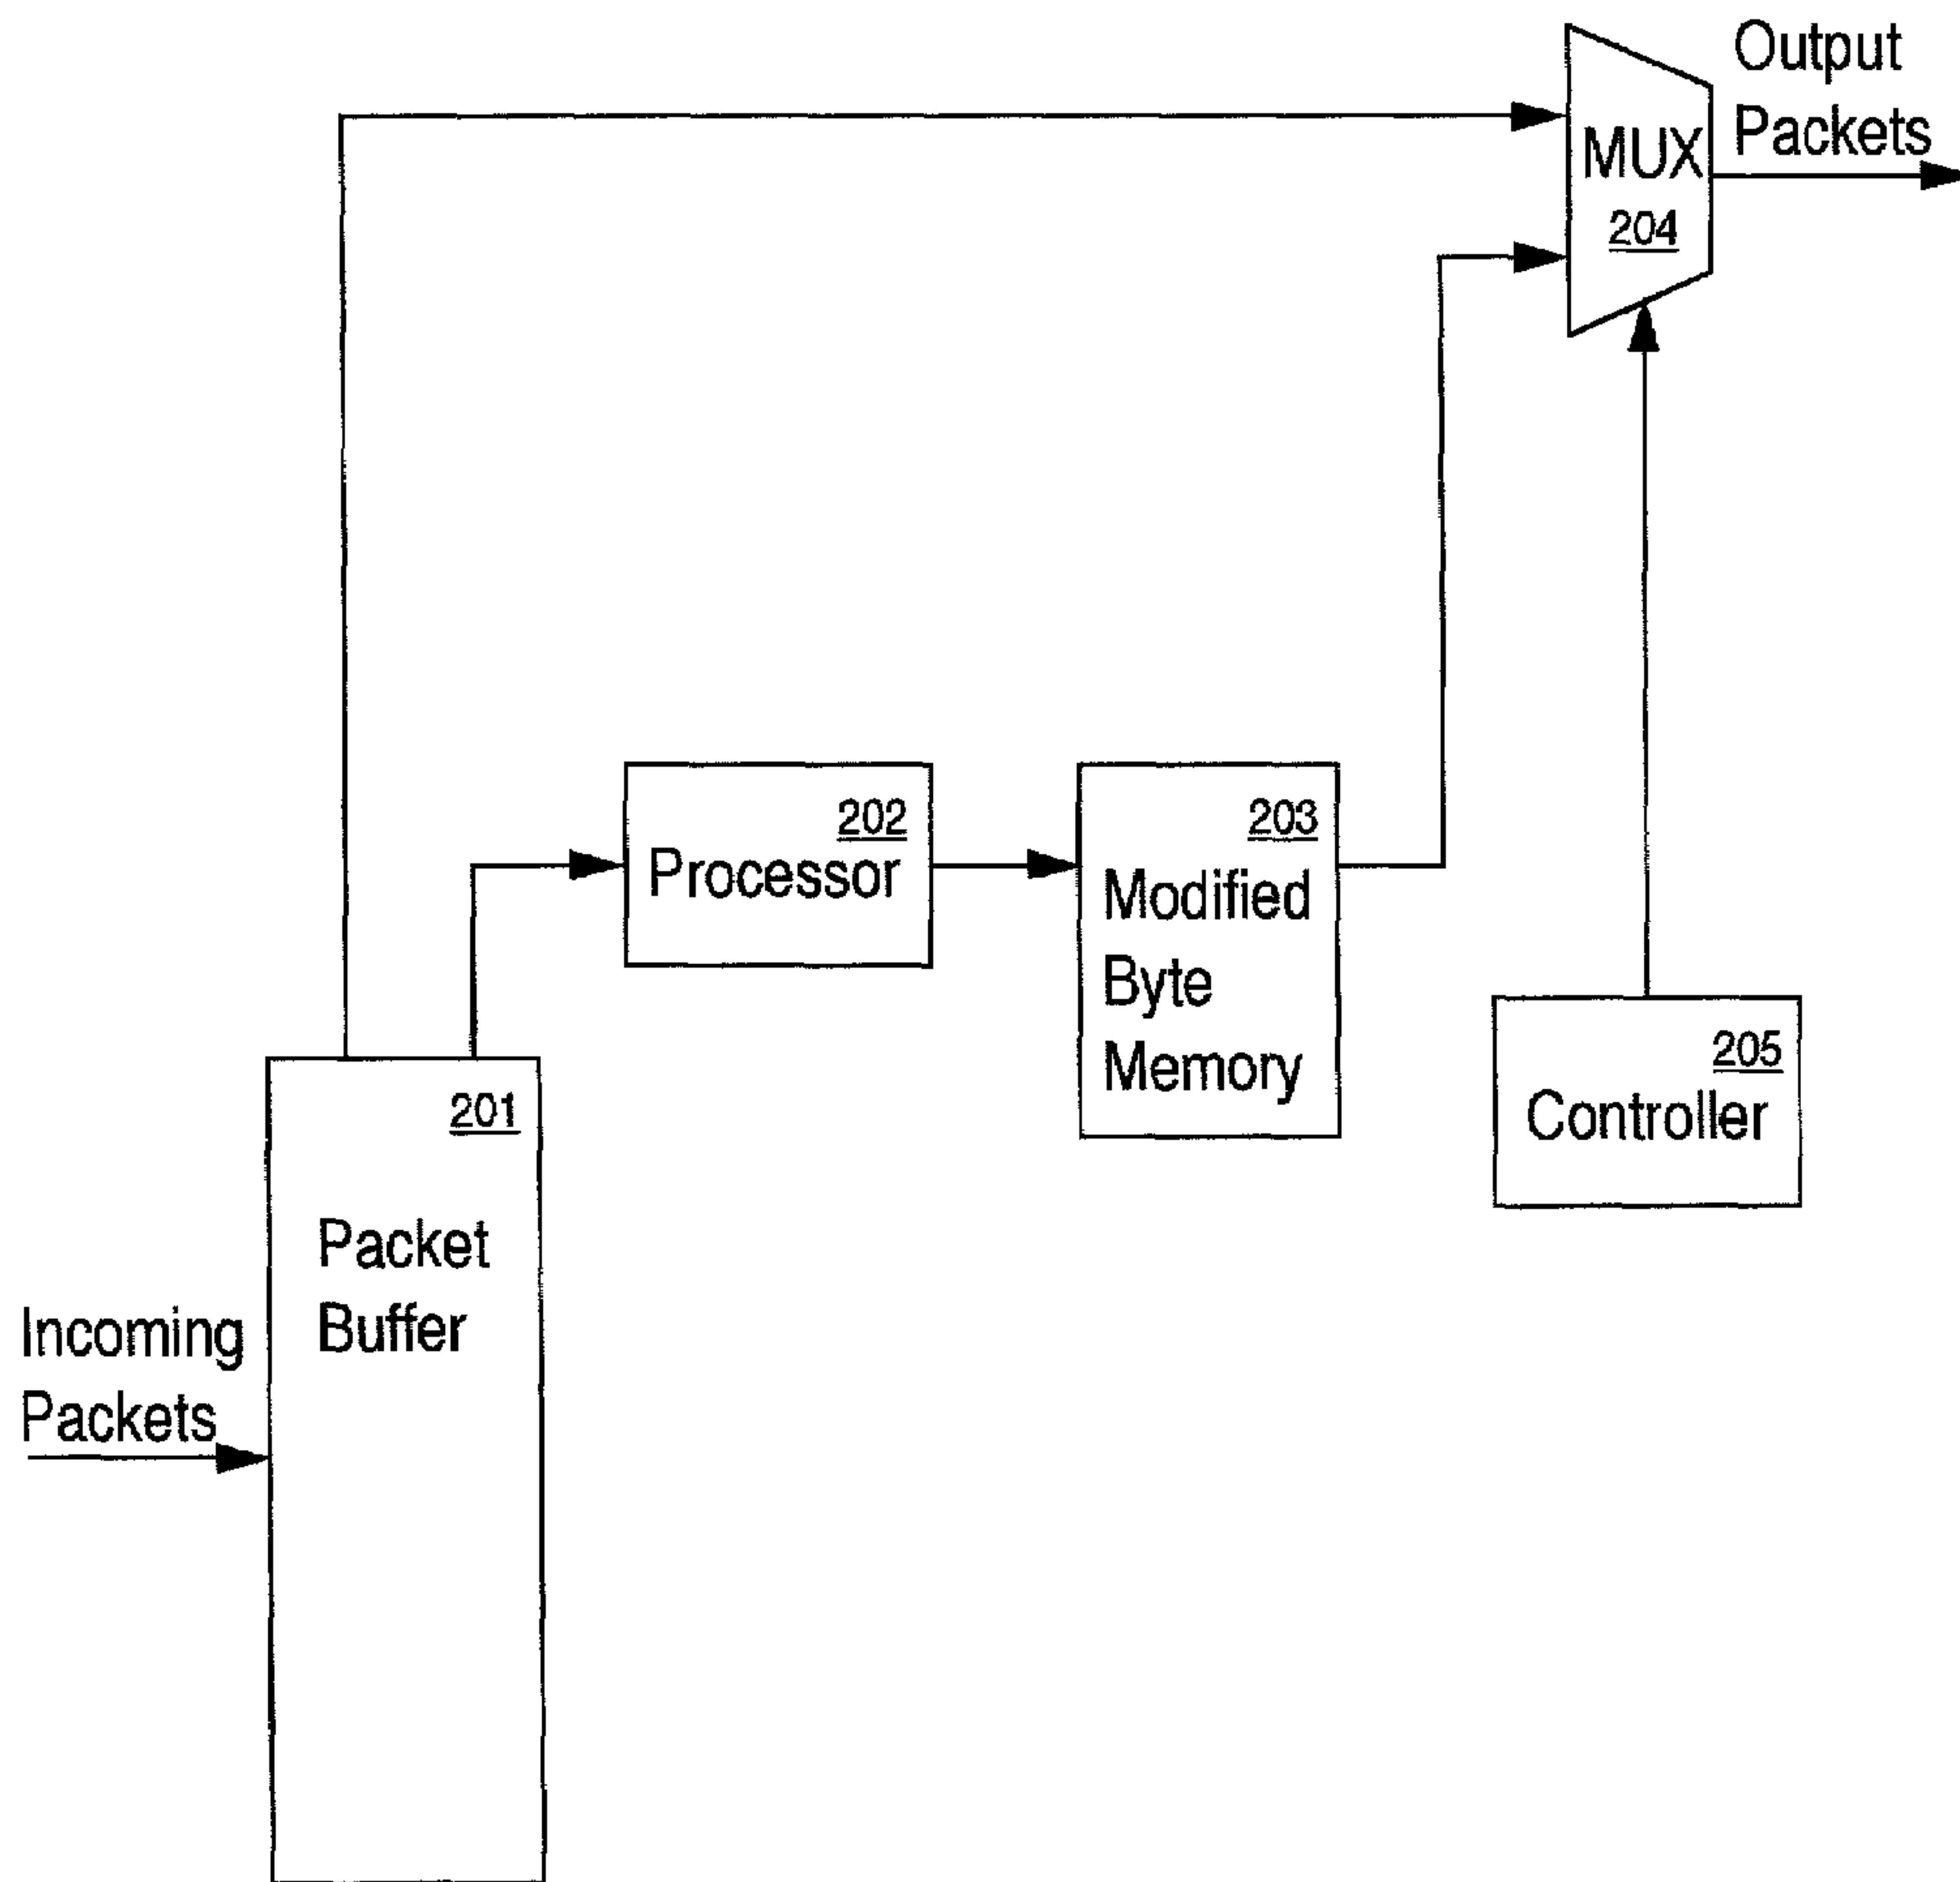 Output
Packets
MUX
204
202
Processor
203
Modified
Byte
Memory
205
Controller
201
Packet
Buffer
Incoming
Packets